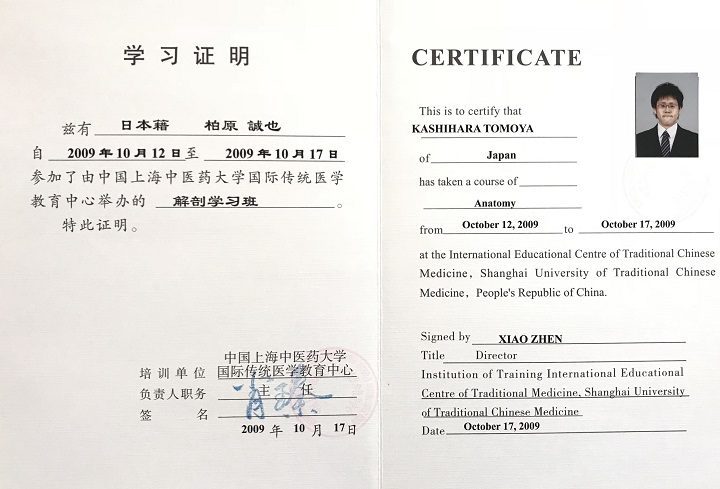 学习证明
兹有 日本籍 柏原 誠也
自 2009 年 10 月 12 日 至 2009 年 10 月 17 日
参加了由中国上海中医药大学国际传统医学
教育中心举办的 解剖学习班 。
特此证明。
中国上海中医药大学
培训单位 国际传统医学教育中心
负责人职务 主 任
签 名
2009 年 10 月 17 日
CERTIFICATE
This is to certify that
KASHIHARA TOMOYA
of Japan
has taken a course of
Anatomy
from October 12, 2009 to October 17, 2009
at the International Educational Centre of Traditional Chinese
Medicine, Shanghai University of Traditional Chinese
Medicine, People's Republic of China.
Signed by XIAO ZHEN
Title Director
Institution of Training International Educational
Centre of Traditional Medicine, Shanghai University
of Traditional Chinese Medicine
Date October 17, 2009